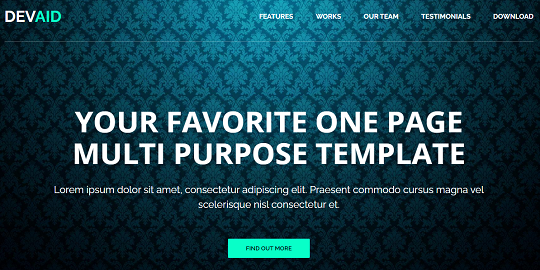 DEVAID
FEATURES WORKS OUR TEAM TESTIMONIALS DOWNLOAD
YOUR FAVORITE ONE PAGE
MULTI PURPOSE TEMPLATE
Lorem ipsum dolor sit amet, consectetur adipiscing elit. Praesent commodo cursus magna vel
scelerisque nisl consectetur et.
FIND OUT MORE